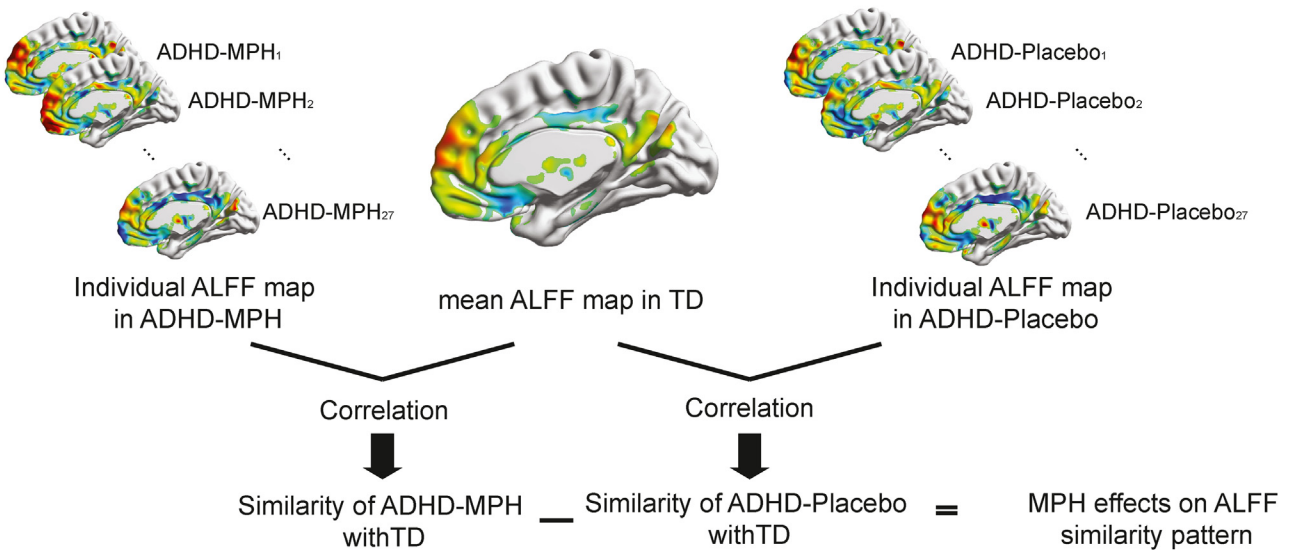 ADHD-MPH1
ADHD-MPH2
...
ADHD-MPH27
Individual ALFF map
in ADHD-MPH
mean ALFF map in TD
ADHD-Placebo1
ADHD-Placebo2
...
ADHD-Placebo27
Individual ALFF map
in ADHD-Placebo
Correlation
Correlation
Similarity of ADHD-MPH
withTD
—
Similarity of ADHD-Placebo
withTD
=
MPH effects on ALFF
similarity pattern